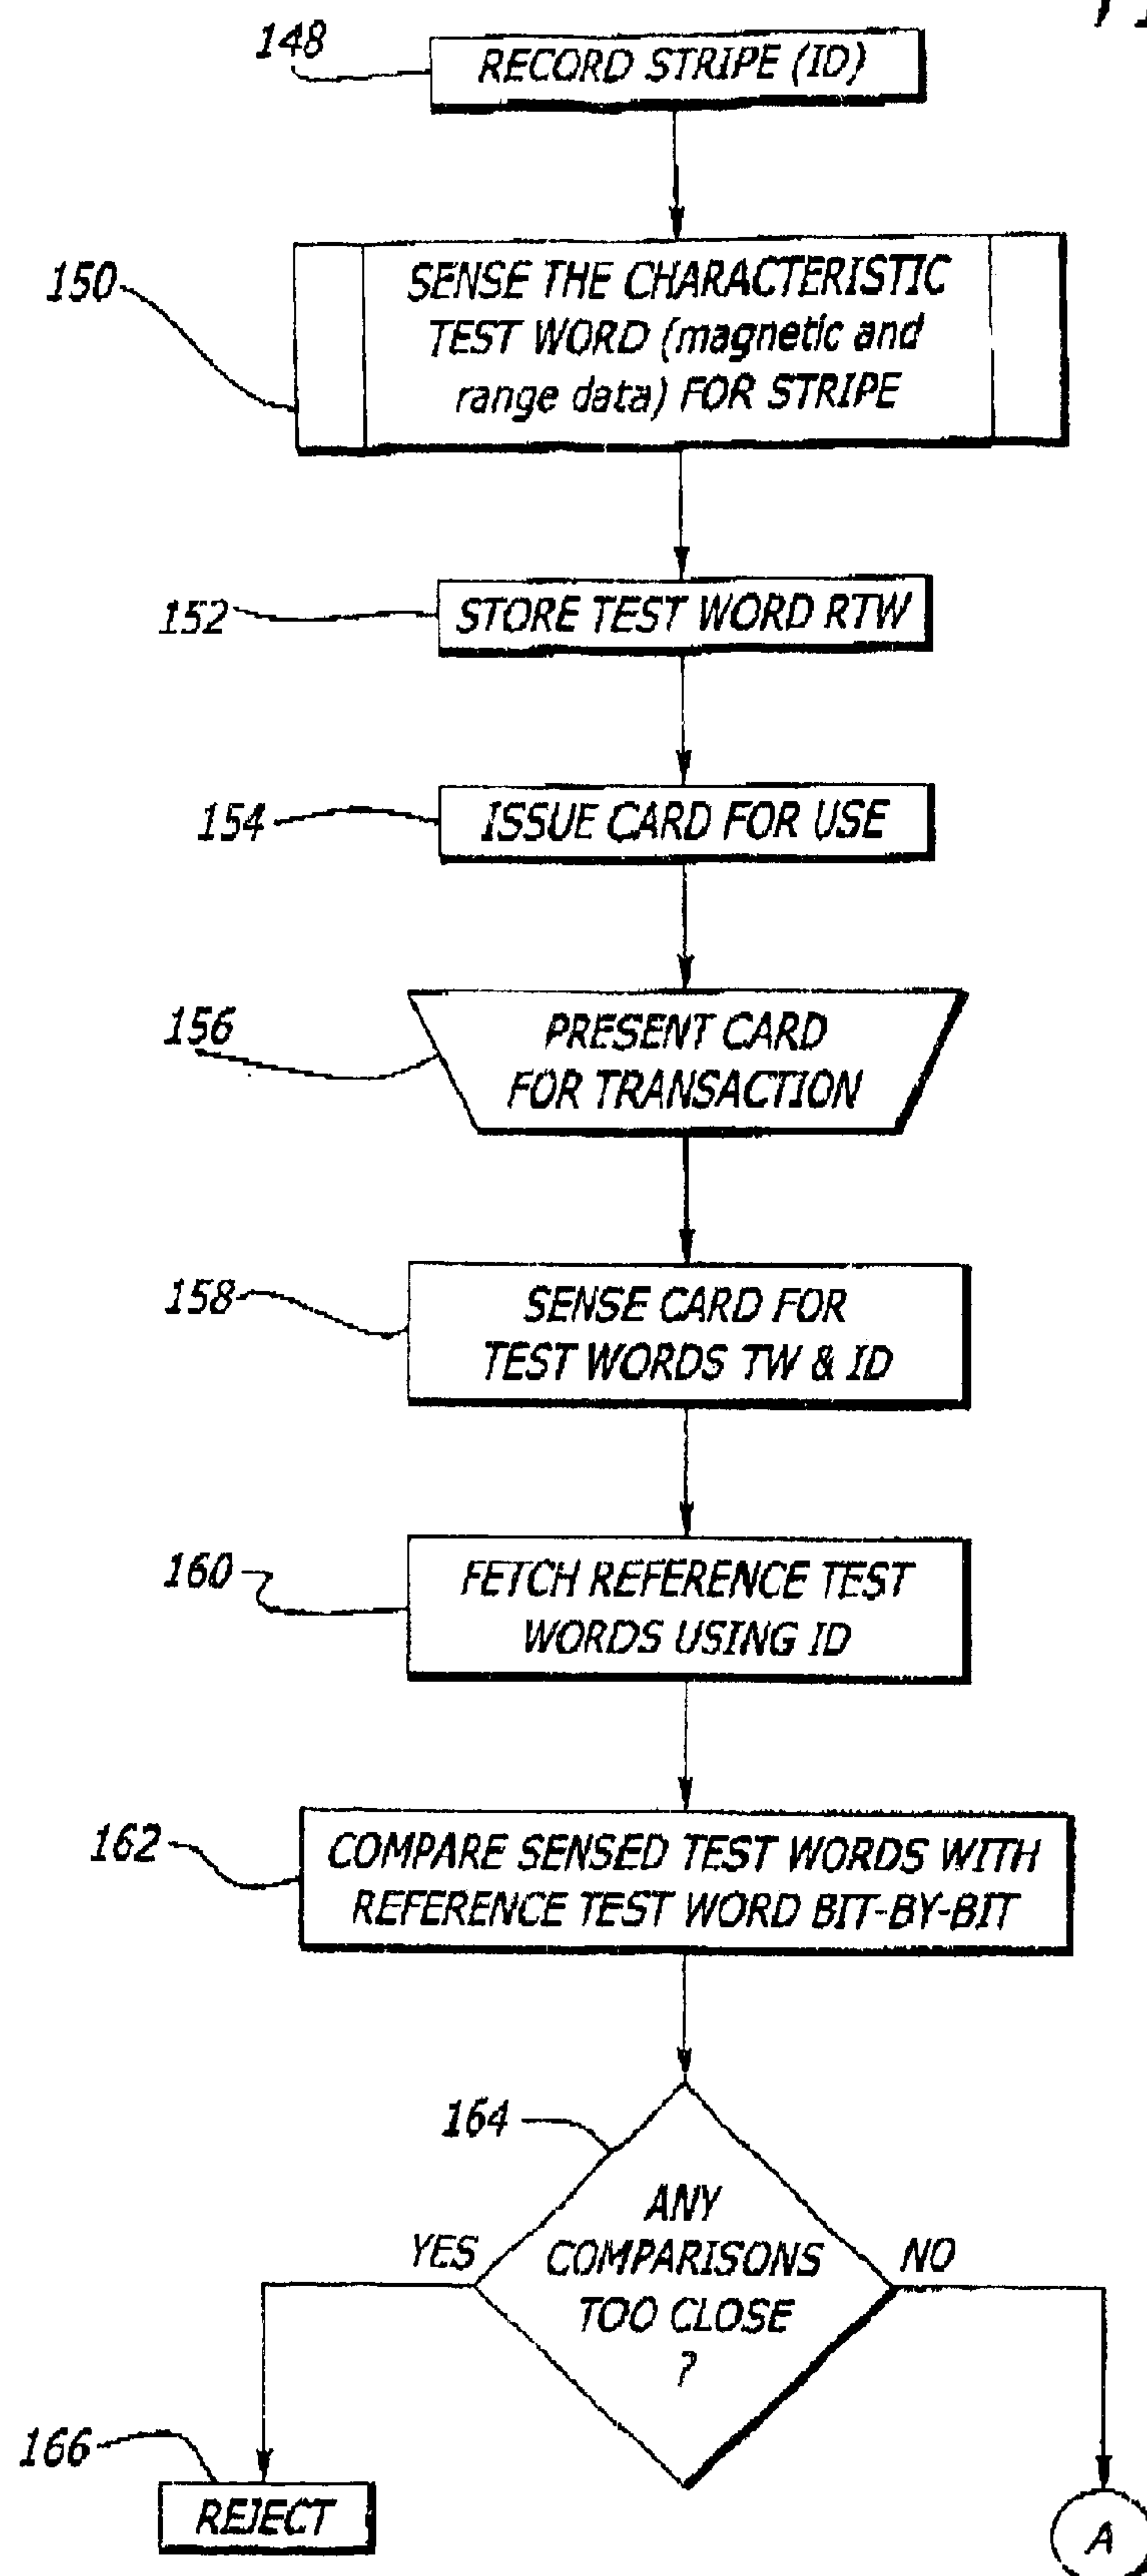 148
RECORD STRIPE (ID)
150
SENSE THE CHARACTERISTIC
TEST WORD (magnetic and
range data) FOR STRIPE
152
STORE TEST WORD RTW
154
ISSUE CARD FOR USE
156
PRESENT CARD
FOR TRANSACTION
158
SENSE CARD FOR
TEST WORDS TW & ID
160
FETCH REFERENCE TEST
WORDS USING ID
162
COMPARE SENSED TEST WORDS WITH
REFERENCE TEST WORD BIT-BY-BIT
164
ANY
YES
COMPARISONS
NO
TOO CLOSE
?
166
REJECT
A